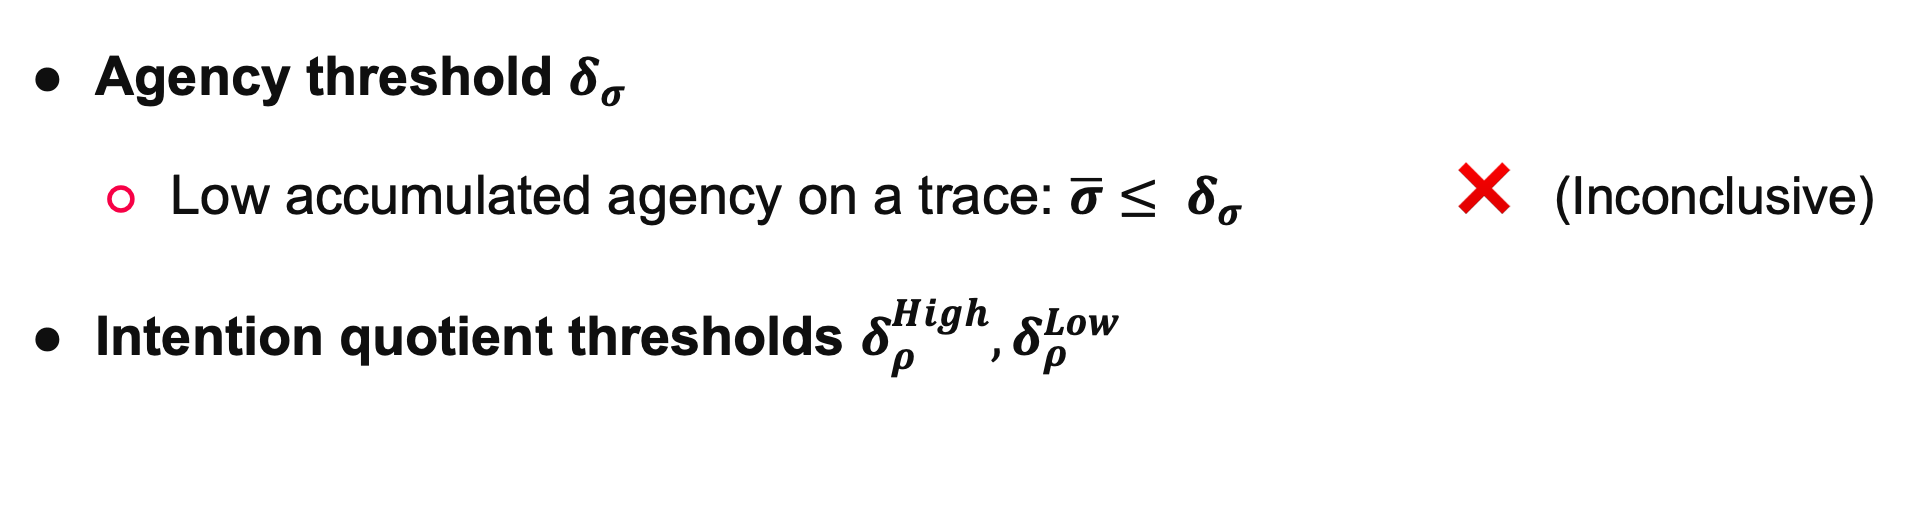 ● Agency threshold δ_σ
○ Low accumulated agency on a trace: σ̅ ≤ δ_σ ❌ (Inconclusive)
● Intention quotient thresholds δ_ρ^High, δ_ρ^Low